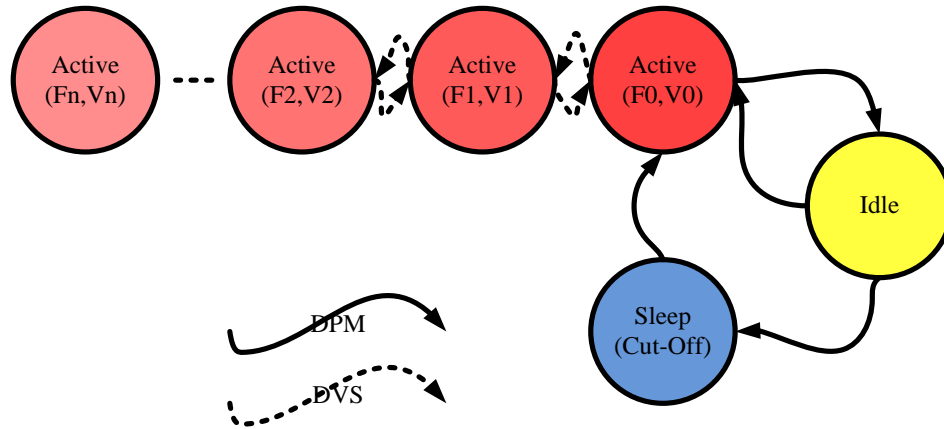 Active
(Fn,Vn)
Active
(F2,V2)
Active
(F1,V1)
Active
(F0,V0)
Idle
Sleep
(Cut-Off)
DPM
DVS